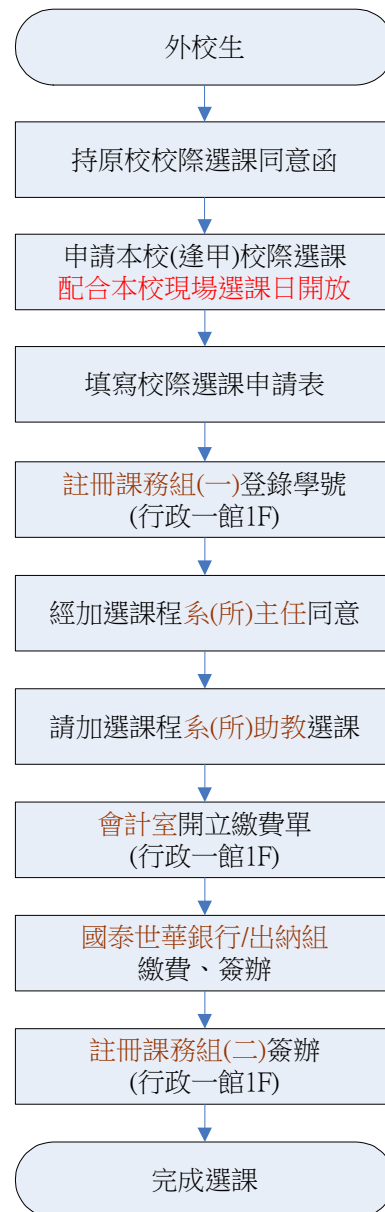 外校生
持原校校際選課同意函
申請本校(逢甲)校際選課
配合本校現場選課日開放
填寫校際選課申請表
註冊課務組(一)登錄學號
(行政一館1F)
經加選課程系(所)主任同意
請加選課程系(所)助教選課
會計室開立繳費單
(行政一館1F)
國泰世華銀行/出納組
繳費、簽辦
註冊課務組(二)簽辦
(行政一館1F)
完成選課